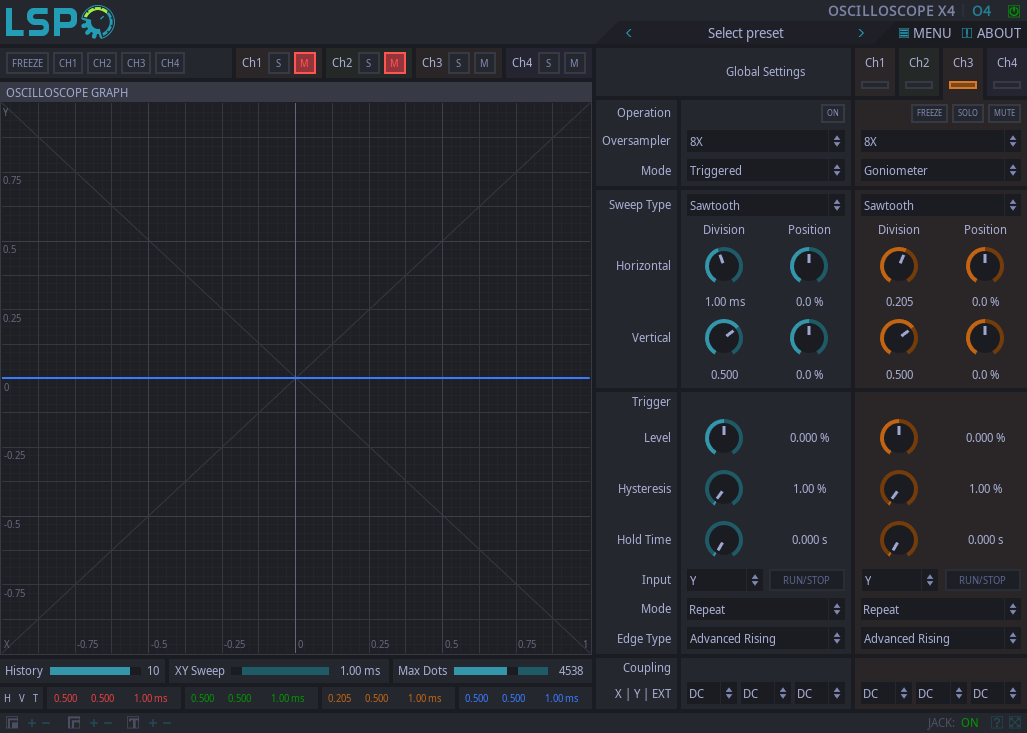 LSP
OSCILLOSCOPE X4 O4
Select preset
MENU ABOUT
FREEZE CH1 CH2 CH3 CH4
Ch1 S M Ch2 S M Ch3 S M Ch4 S M
Global Settings
Ch1 Ch2 Ch3 Ch4
OSCILLOSCOPE GRAPH
Operation ON FREEZE SOLO MUTE
Oversampler 8X 8X
Mode Triggered Goniometer
Sweep Type Sawtooth Sawtooth
Division Position Division Position
Horizontal
1.00 ms 0.0 % 0.205 0.0 %
Vertical
0.500 0.0 % 0.500 0.0 %
Trigger
Level 0.000 % 0.000 %
Hysteresis 1.00 % 1.00 %
Hold Time 0.000 s 0.000 s
Input Y RUN/STOP Y RUN/STOP
Mode Repeat Repeat
Edge Type Advanced Rising Advanced Rising
Coupling
X | Y | EXT DC DC DC DC DC DC
Y
0.75
0.5
0.25
0
-0.25
-0.5
-0.75
X -0.75 -0.5 -0.25 0 0.25 0.5 0.75 1
History 10 XY Sweep 1.00 ms Max Dots 4538
H V T 0.500 0.500 1.00 ms 0.500 0.500 1.00 ms 0.205 0.500 1.00 ms 0.500 0.500 1.00 ms
+ − + − T + −
JACK: ON ?